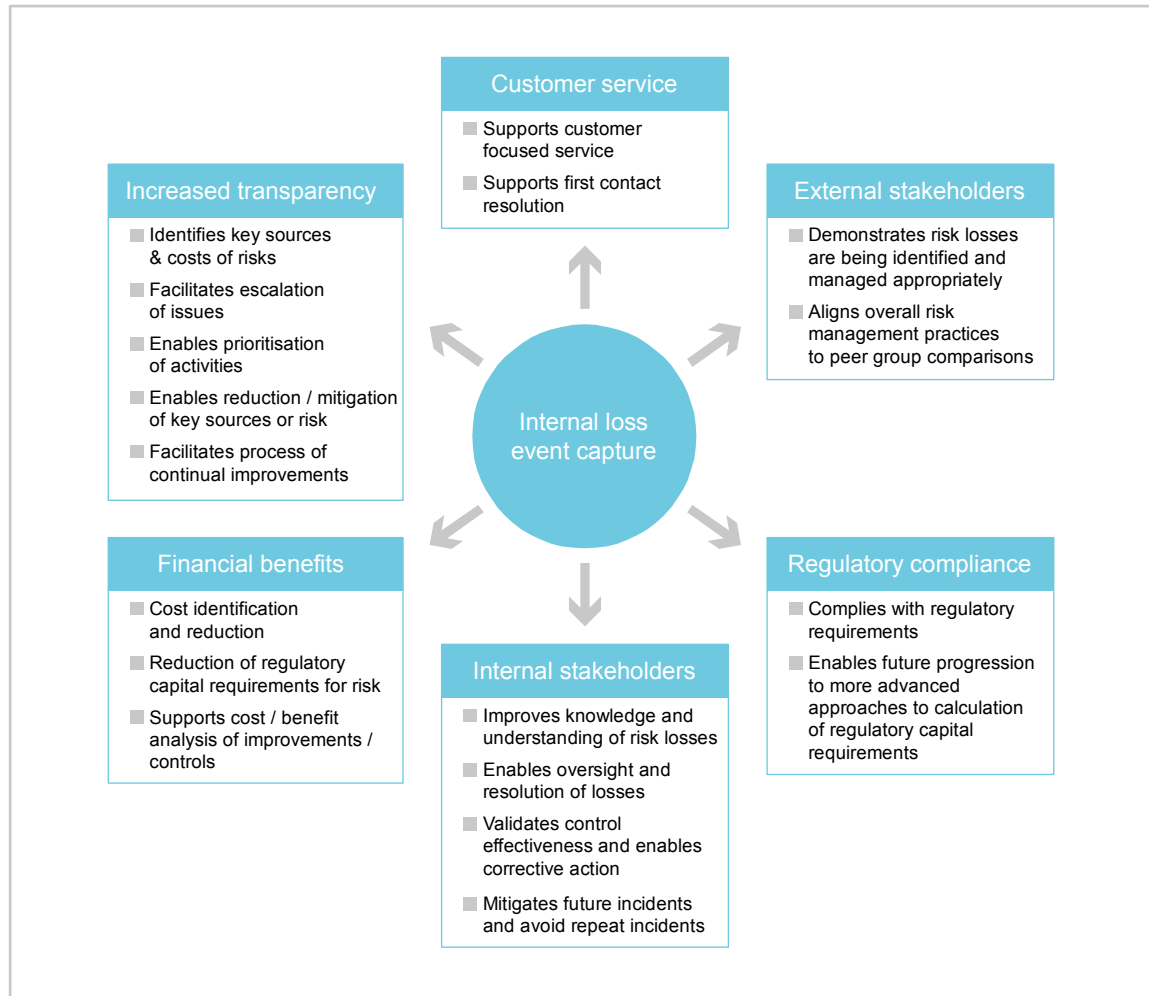 Customer service
Supports customer
focused service
Supports first contact
resolution
Increased transparency
Identifies key sources
& costs of risks
Facilitates escalation
of issues
Enables prioritisation
of activities
Enables reduction / mitigation
of key sources or risk
Facilitates process of
continual improvements
External stakeholders
Demonstrates risk losses
are being identified and
managed appropriately
Aligns overall risk
management practices
to peer group comparisons
Internal loss
event capture
Financial benefits
Cost identification
and reduction
Reduction of regulatory
capital requirements for risk
Supports cost / benefit
analysis of improvements /
controls
Internal stakeholders
Improves knowledge and
understanding of risk losses
Enables oversight and
resolution of losses
Validates control
effectiveness and enables
corrective action
Mitigates future incidents
and avoid repeat incidents
Regulatory compliance
Complies with regulatory
requirements
Enables future progression
to more advanced
approaches to calculation
of regulatory capital
requirements